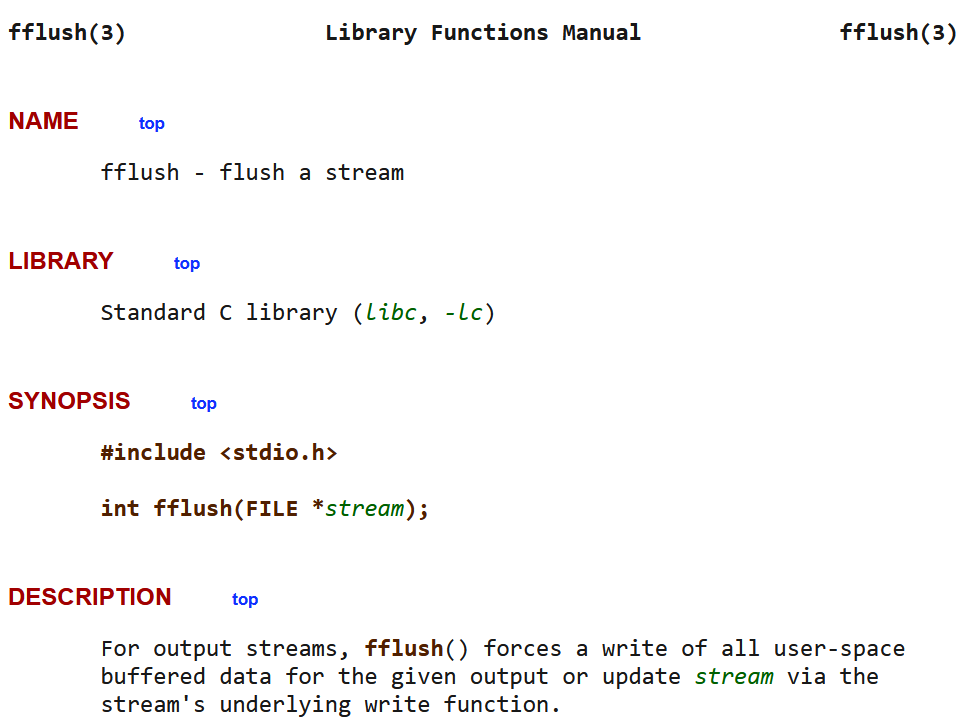 fflush(3) Library Functions Manual fflush(3)
NAME top
fflush - flush a stream
LIBRARY top
Standard C library (libc, -lc)
SYNOPSIS top
#include <stdio.h>
int fflush(FILE *stream);
DESCRIPTION top
For output streams, fflush() forces a write of all user-space
buffered data for the given output or update stream via the
stream's underlying write function.